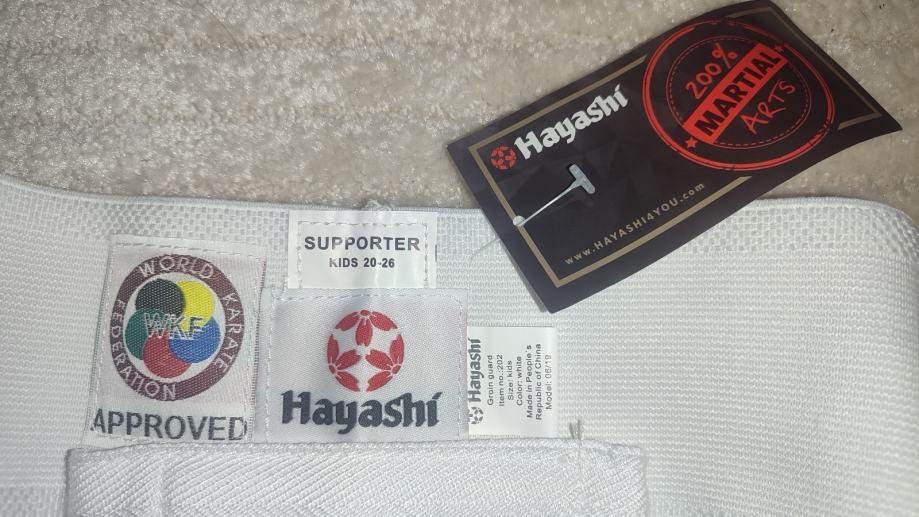 200%
MARTIAL
ARTS
Hayashi
www.HAYASHI4YOU.com
SUPPORTER
KIDS 20-26
WORLD KARATE FEDERATION
WKF
APPROVED
Hayashi
Hayashi
Groin guard
Item no.:202
Size: kids
Color: white
Made in People's
Republic of China
Model: 06/19